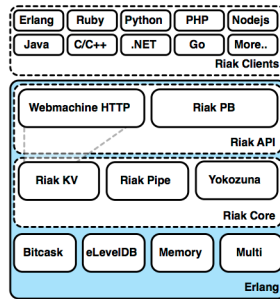 Erlang Ruby Python PHP Nodejs
Java C/C++ .NET Go More..
Riak Clients
Webmachine HTTP Riak PB
Riak API
Riak KV Riak Pipe Yokozuna
Riak Core
Bitcask eLevelDB Memory Multi
Erlang